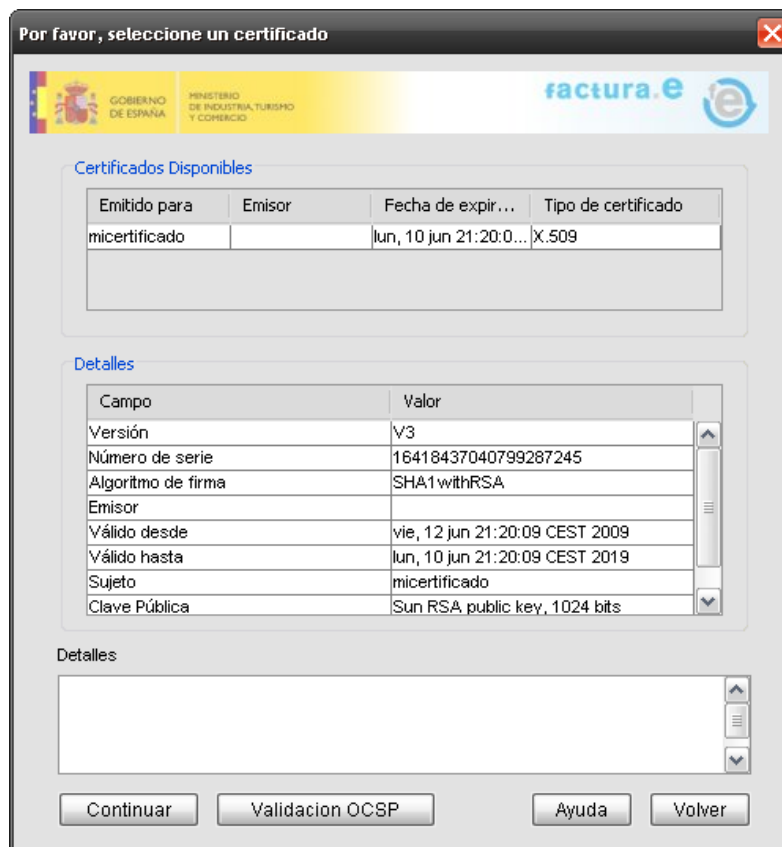 Por favor, seleccione un certificado
GOBIERNO
DE ESPAÑA
MINISTERIO
DE INDUSTRIA, TURISMO
Y COMERCIO
factura.e
Certificados Disponibles
Emitido para Emisor Fecha de expir... Tipo de certificado
micertificado lun, 10 jun 21:20:0... X.509
Detalles
Campo Valor
Versión V3
Número de serie 16418437040799287245
Algoritmo de firma SHA1withRSA
Emisor
Válido desde vie, 12 jun 21:20:09 CEST 2009
Válido hasta lun, 10 jun 21:20:09 CEST 2019
Sujeto micertificado
Clave Pública Sun RSA public key, 1024 bits
Detalles
Continuar Validacion OCSP Ayuda Volver